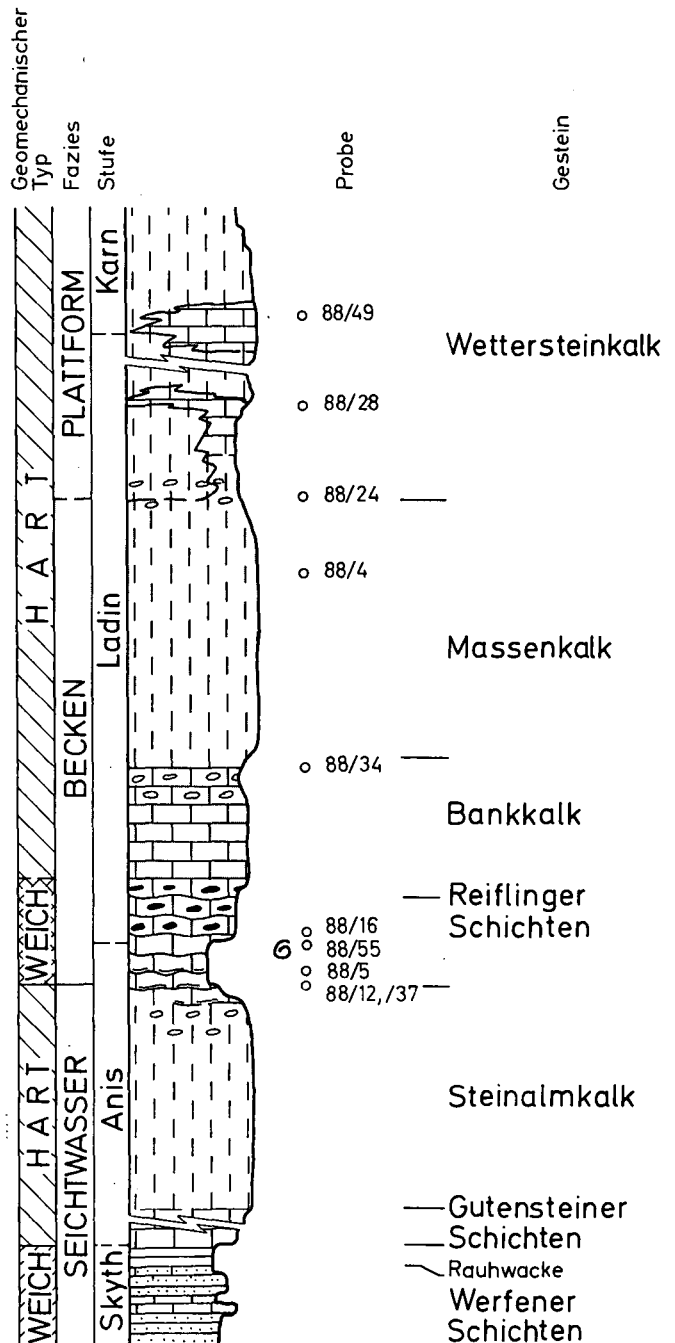 Geomechanischer
Typ
Fazies
Stufe
Probe
Gestein
HART
WEICH
HART
WEICH
PLATTFORM
BECKEN
SEICHTWASSER
Karn
Ladin
Anis
Skyth
88/49
88/28
88/24
88/4
88/34
88/16
88/55
88/5
88/12,/37
Wettersteinkalk
Massenkalk
Bankkalk
Reiflinger
Schichten
Steinalmkalk
Gutensteiner
Schichten
Rauhwacke
Werfener
Schichten